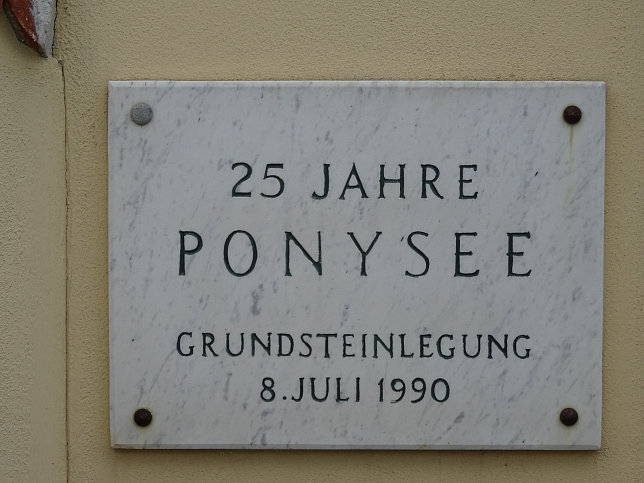 25 JAHRE
PONYSEE
GRUNDSTEINLEGUNG
8. JULI 1990